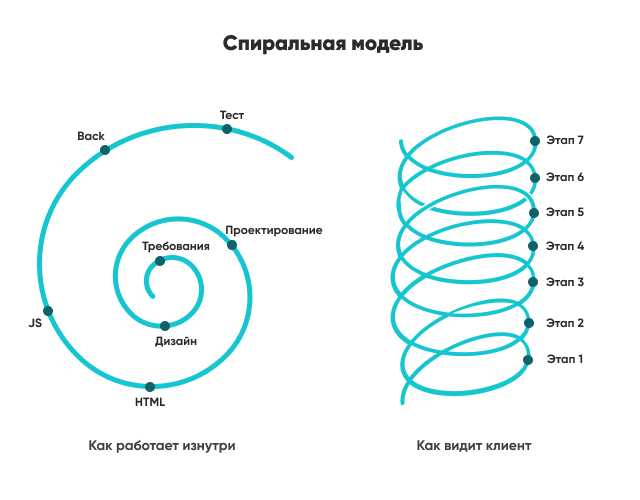 Спиральная модель
Тест
Back
Проектирование
Требования
JS
Дизайн
HTML
Как работает изнутри
Этап 7
Этап 6
Этап 5
Этап 4
Этап 3
Этап 2
Этап 1
Как видит клиент